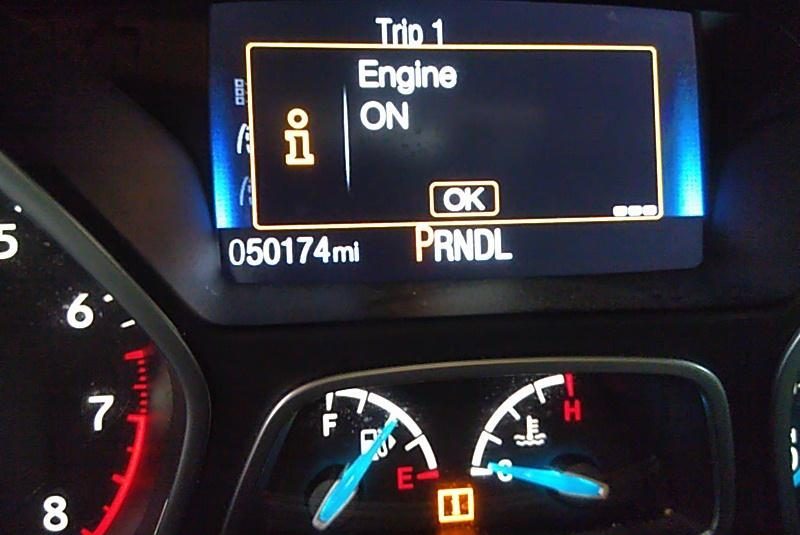 Trip 1
Engine
ON
OK
050174mi PRNDL
5
6
7
8
F
E
H
C